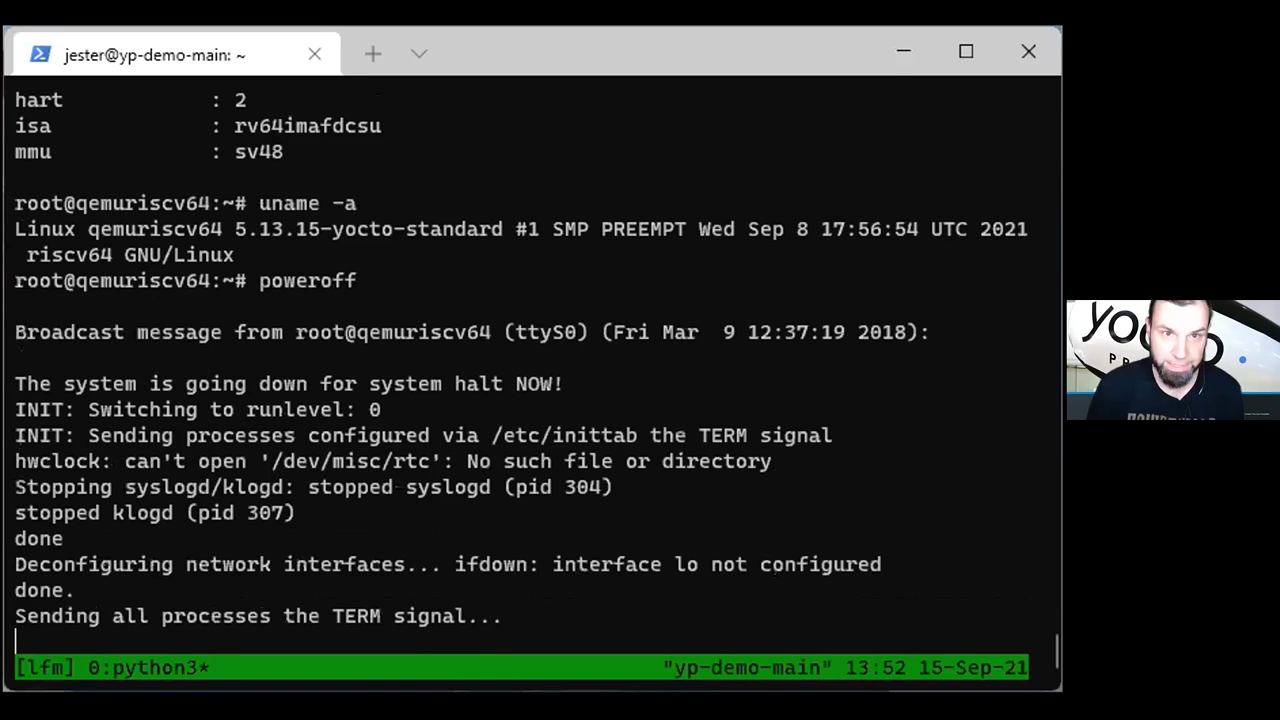 jester@yp-demo-main: ~
hart : 2
isa : rv64imafdcsu
mmu : sv48
root@qemuriscv64:~# uname -a
Linux qemuriscv64 5.13.15-yocto-standard #1 SMP PREEMPT Wed Sep 8 17:56:54 UTC 2021
riscv64 GNU/Linux
root@qemuriscv64:~# poweroff
Broadcast message from root@qemuriscv64 (ttyS0) (Fri Mar  9 12:37:19 2018):
The system is going down for system halt NOW!
INIT: Switching to runlevel: 0
INIT: Sending processes configured via /etc/inittab the TERM signal
hwclock: can't open '/dev/misc/rtc': No such file or directory
Stopping syslogd/klogd: stopped syslogd (pid 304)
stopped klogd (pid 307)
done
Deconfiguring network interfaces... ifdown: interface lo not configured
done.
Sending all processes the TERM signal...
[lfm] 0:python3* "yp-demo-main" 13:52 15-Sep-21